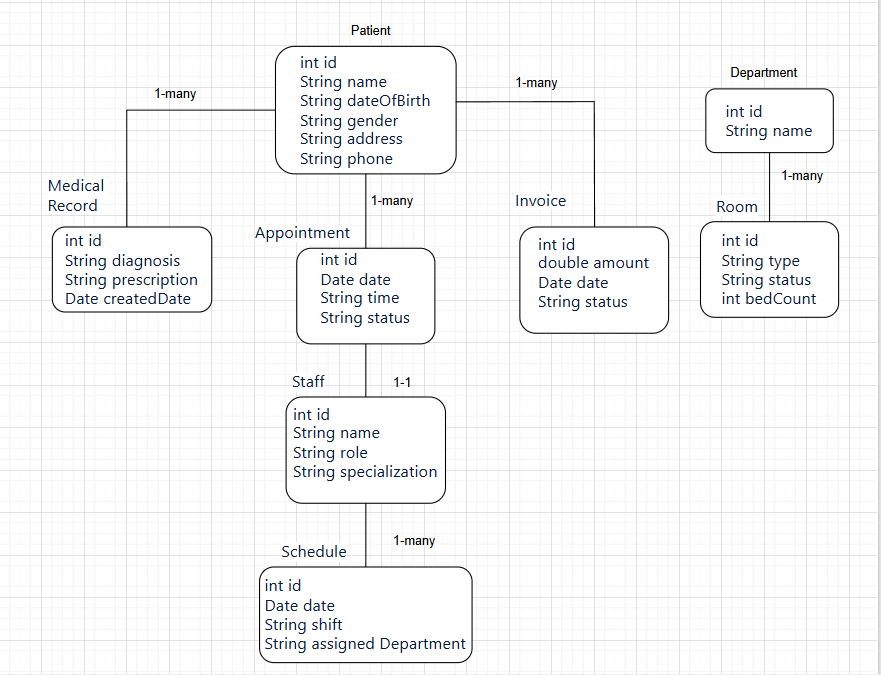 Patient
int id
String name
String dateOfBirth
String gender
String address
String phone
1-many
1-many
1-many
Department
int id
String name
1-many
Medical
Record
int id
String diagnosis
String prescription
Date createdDate
Appointment
int id
Date date
String time
String status
Invoice
int id
double amount
Date date
String status
Room
int id
String type
String status
int bedCount
Staff
1-1
int id
String name
String role
String specialization
1-many
Schedule
int id
Date date
String shift
String assigned Department